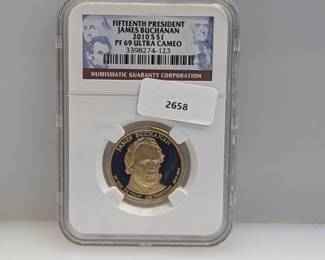 FIFTEENTH PRESIDENT
JAMES BUCHANAN
2010 S $1
PF 69 ULTRA CAMEO
3398274-123
NUMISMATIC GUARANTY CORPORATION
2658
JAMES BUCHANAN